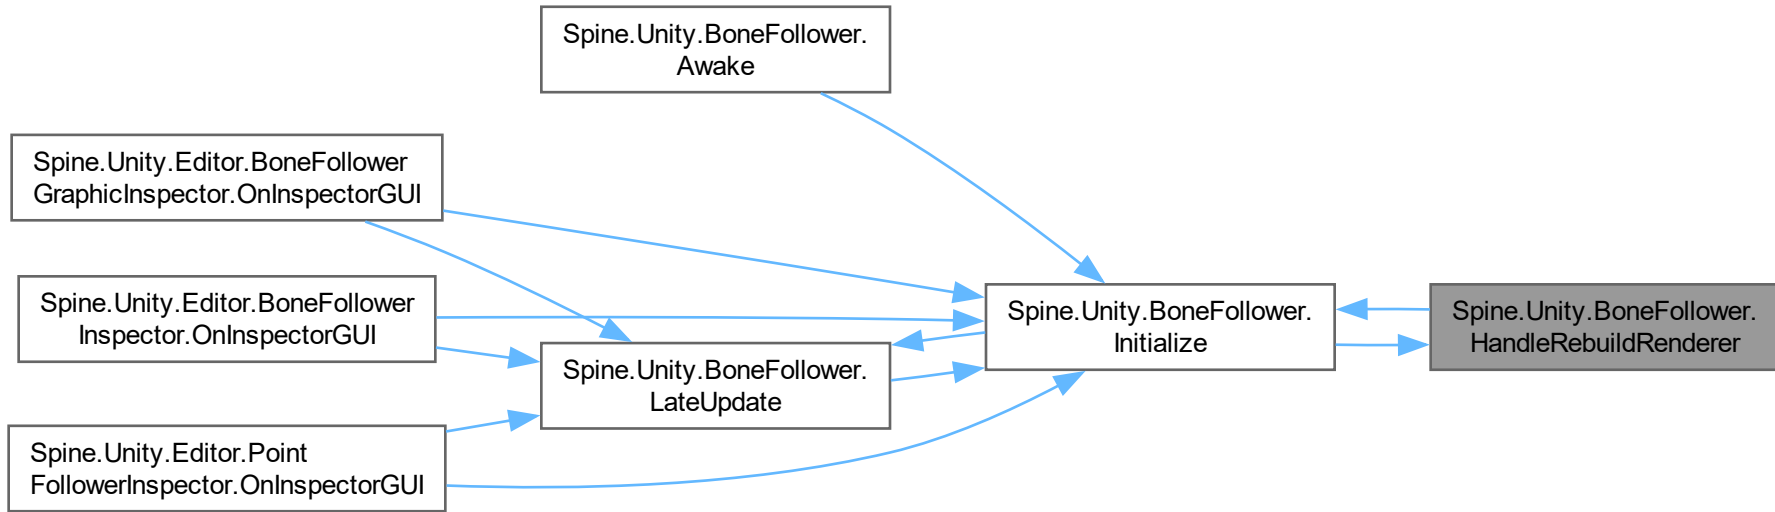 Spine.Unity.BoneFollower.
Awake
Spine.Unity.Editor.BoneFollower
GraphicInspector.OnInspectorGUI
Spine.Unity.Editor.BoneFollower
Inspector.OnInspectorGUI
Spine.Unity.BoneFollower.
Initialize
Spine.Unity.BoneFollower.
HandleRebuildRenderer
Spine.Unity.BoneFollower.
LateUpdate
Spine.Unity.Editor.Point
FollowerInspector.OnInspectorGUI